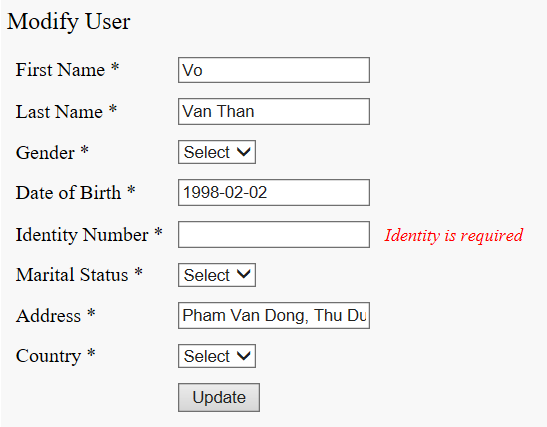 Modify User
First Name * Vo
Last Name * Van Than
Gender * Select
Date of Birth * 1998-02-02
Identity Number * Identity is required
Marital Status * Select
Address * Pham Van Dong, Thu Du
Country * Select
Update